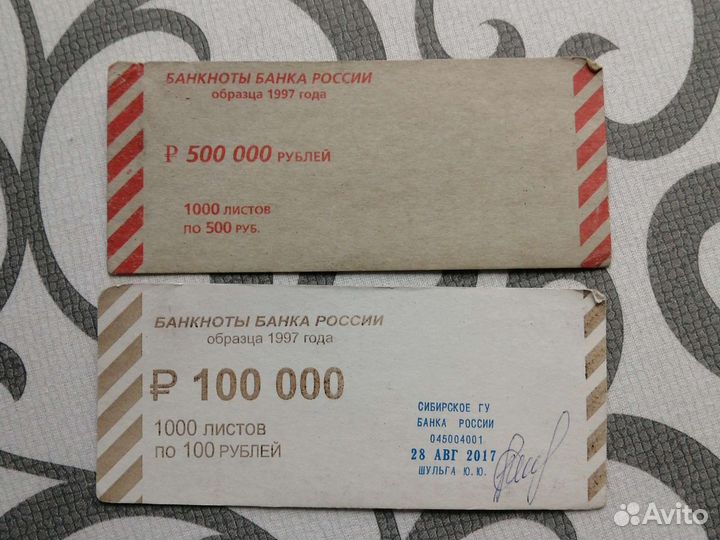 БАНКНОТЫ БАНКА РОССИИ
образца 1997 года
₽ 500 000 РУБЛЕЙ
1000 ЛИСТОВ
ПО 500 РУБ.
БАНКНОТЫ БАНКА РОССИИ
образца 1997 года
₽ 100 000
1000 ЛИСТОВ
ПО 100 РУБЛЕЙ
СИБИРСКОЕ ГУ
БАНКА РОССИИ
045004001
28 АВГ 2017
ШУЛЬГА Ю.Ю.
Avito